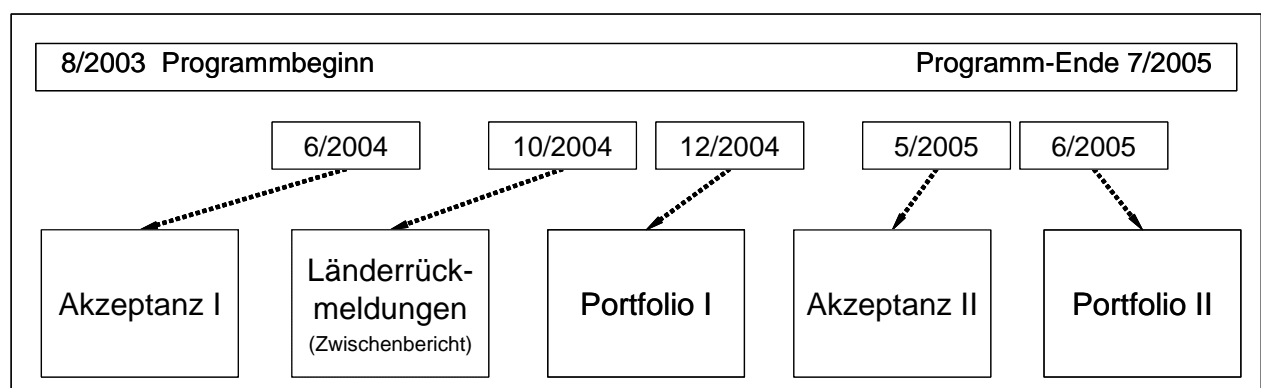 8/2003 Programmbeginn Programm-Ende 7/2005
6/2004 10/2004 12/2004 5/2005 6/2005
Akzeptanz I
Länderrück-
meldungen
(Zwischenbericht)
Portfolio I
Akzeptanz II
Portfolio II